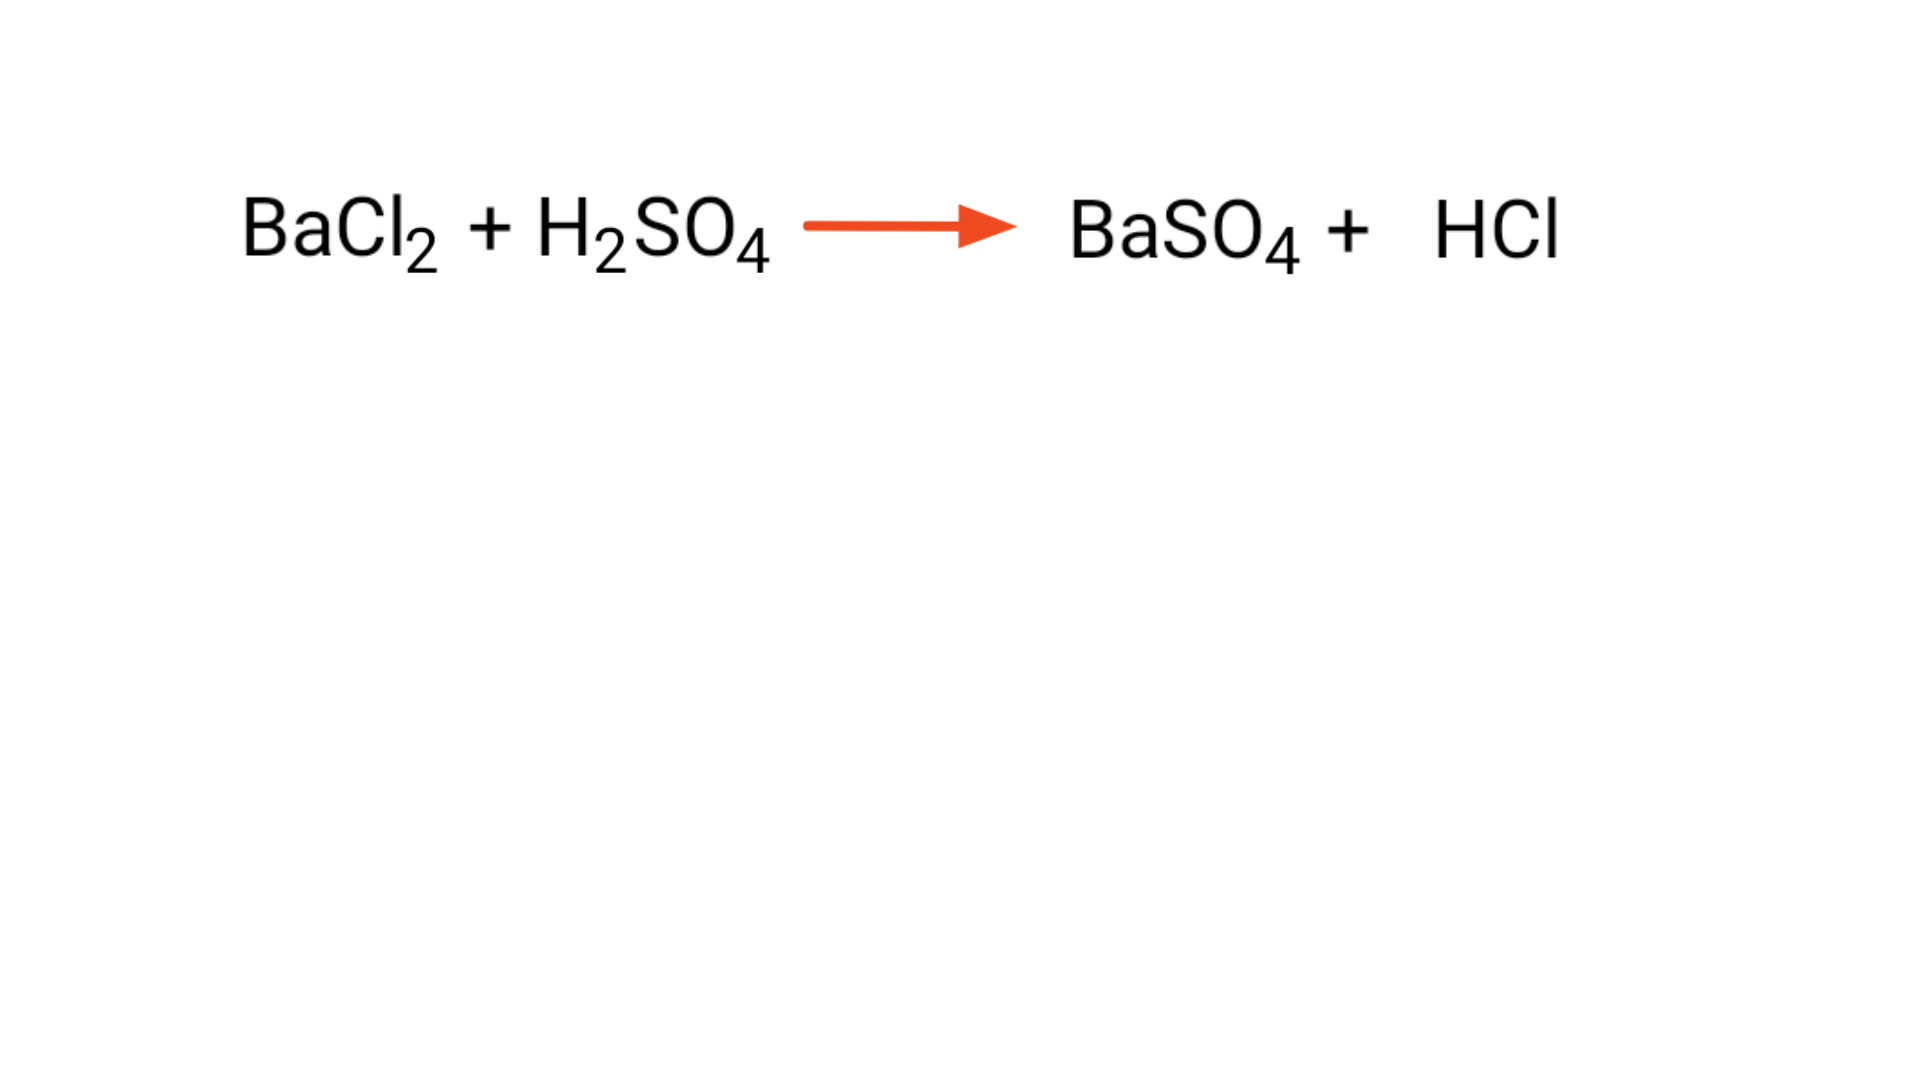 BaCl₂ + H₂SO₄ → BaSO₄ + HCl